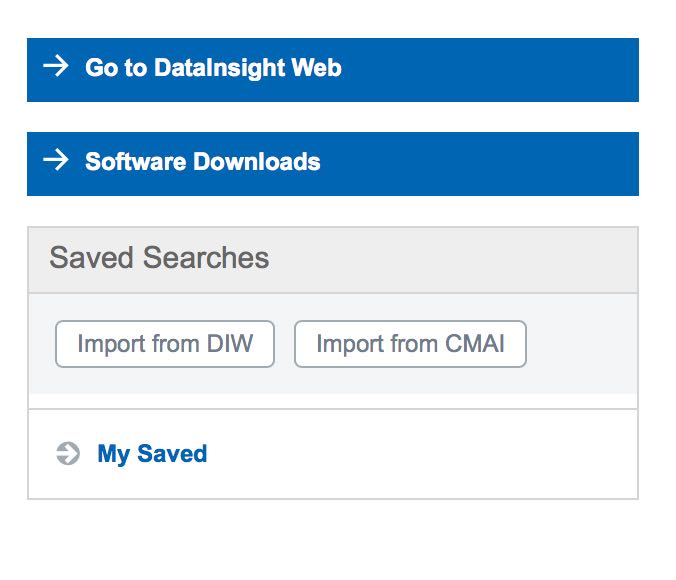 Go to DataInsight Web
Software Downloads
Saved Searches
Import from DIW Import from CMAI
My Saved